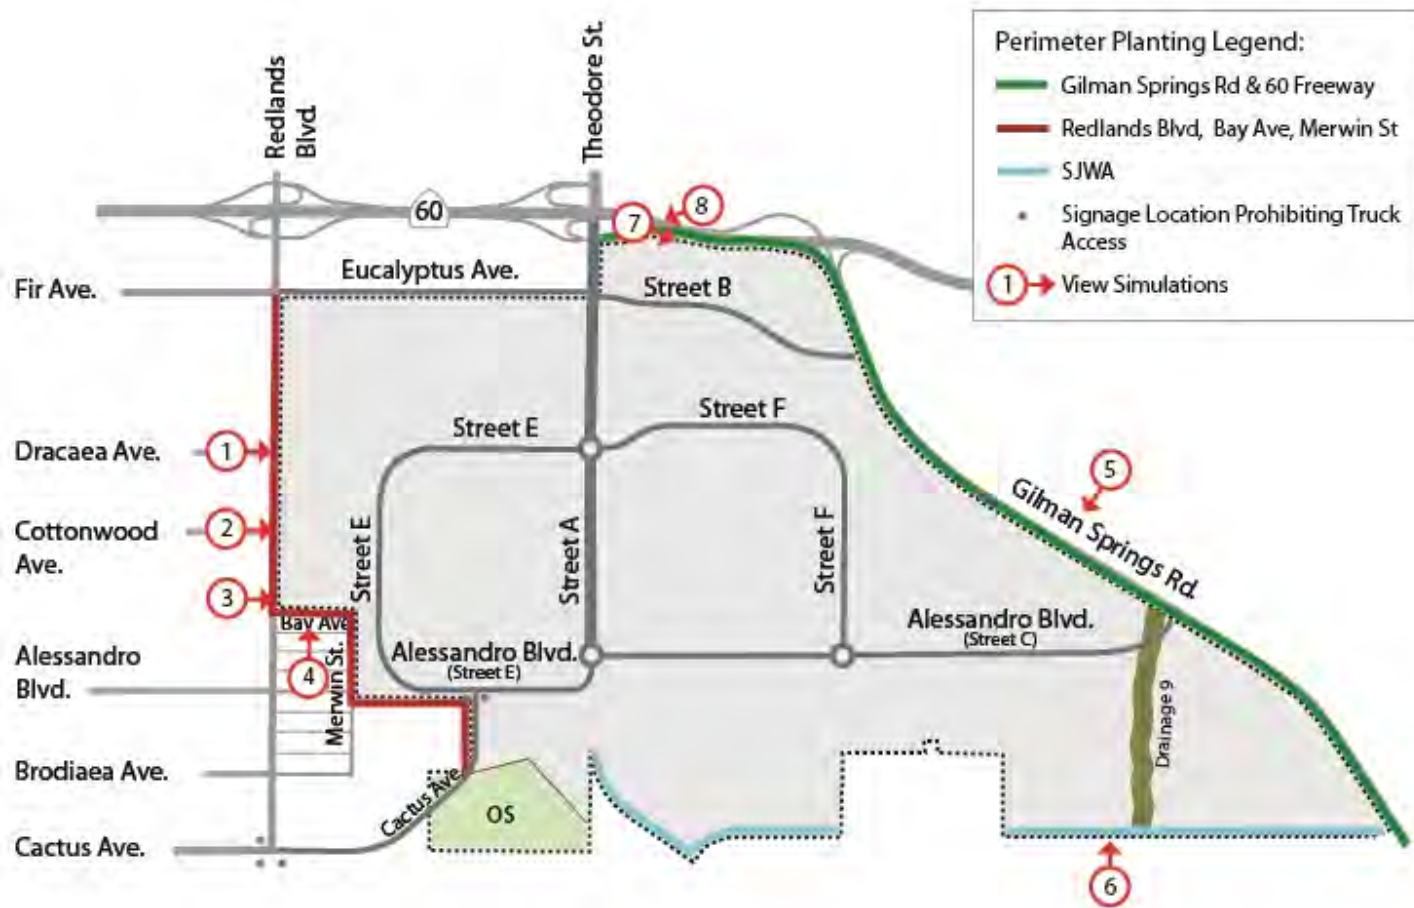 Redlands
Blvd.
Theodore St.
Perimeter Planting Legend:
Gilman Springs Rd & 60 Freeway
Redlands Blvd, Bay Ave, Merwin St
SJWA
Signage Location Prohibiting Truck
Access
1 View Simulations
60
7
8
Fir Ave.
Eucalyptus Ave.
Street B
Dracaea Ave.
1
Street E
Street F
5
Gilman Springs Rd.
Cottonwood
Ave.
2
Street E
Street A
Street F
3
Bay Ave
Alessandro Blvd.
(Street C)
Alessandro
Blvd.
4
Merwin St.
Alessandro Blvd.
(Street E)
Drainage 9
Brodiaea Ave.
Cactus Ave.
OS
Cactus Ave.
6